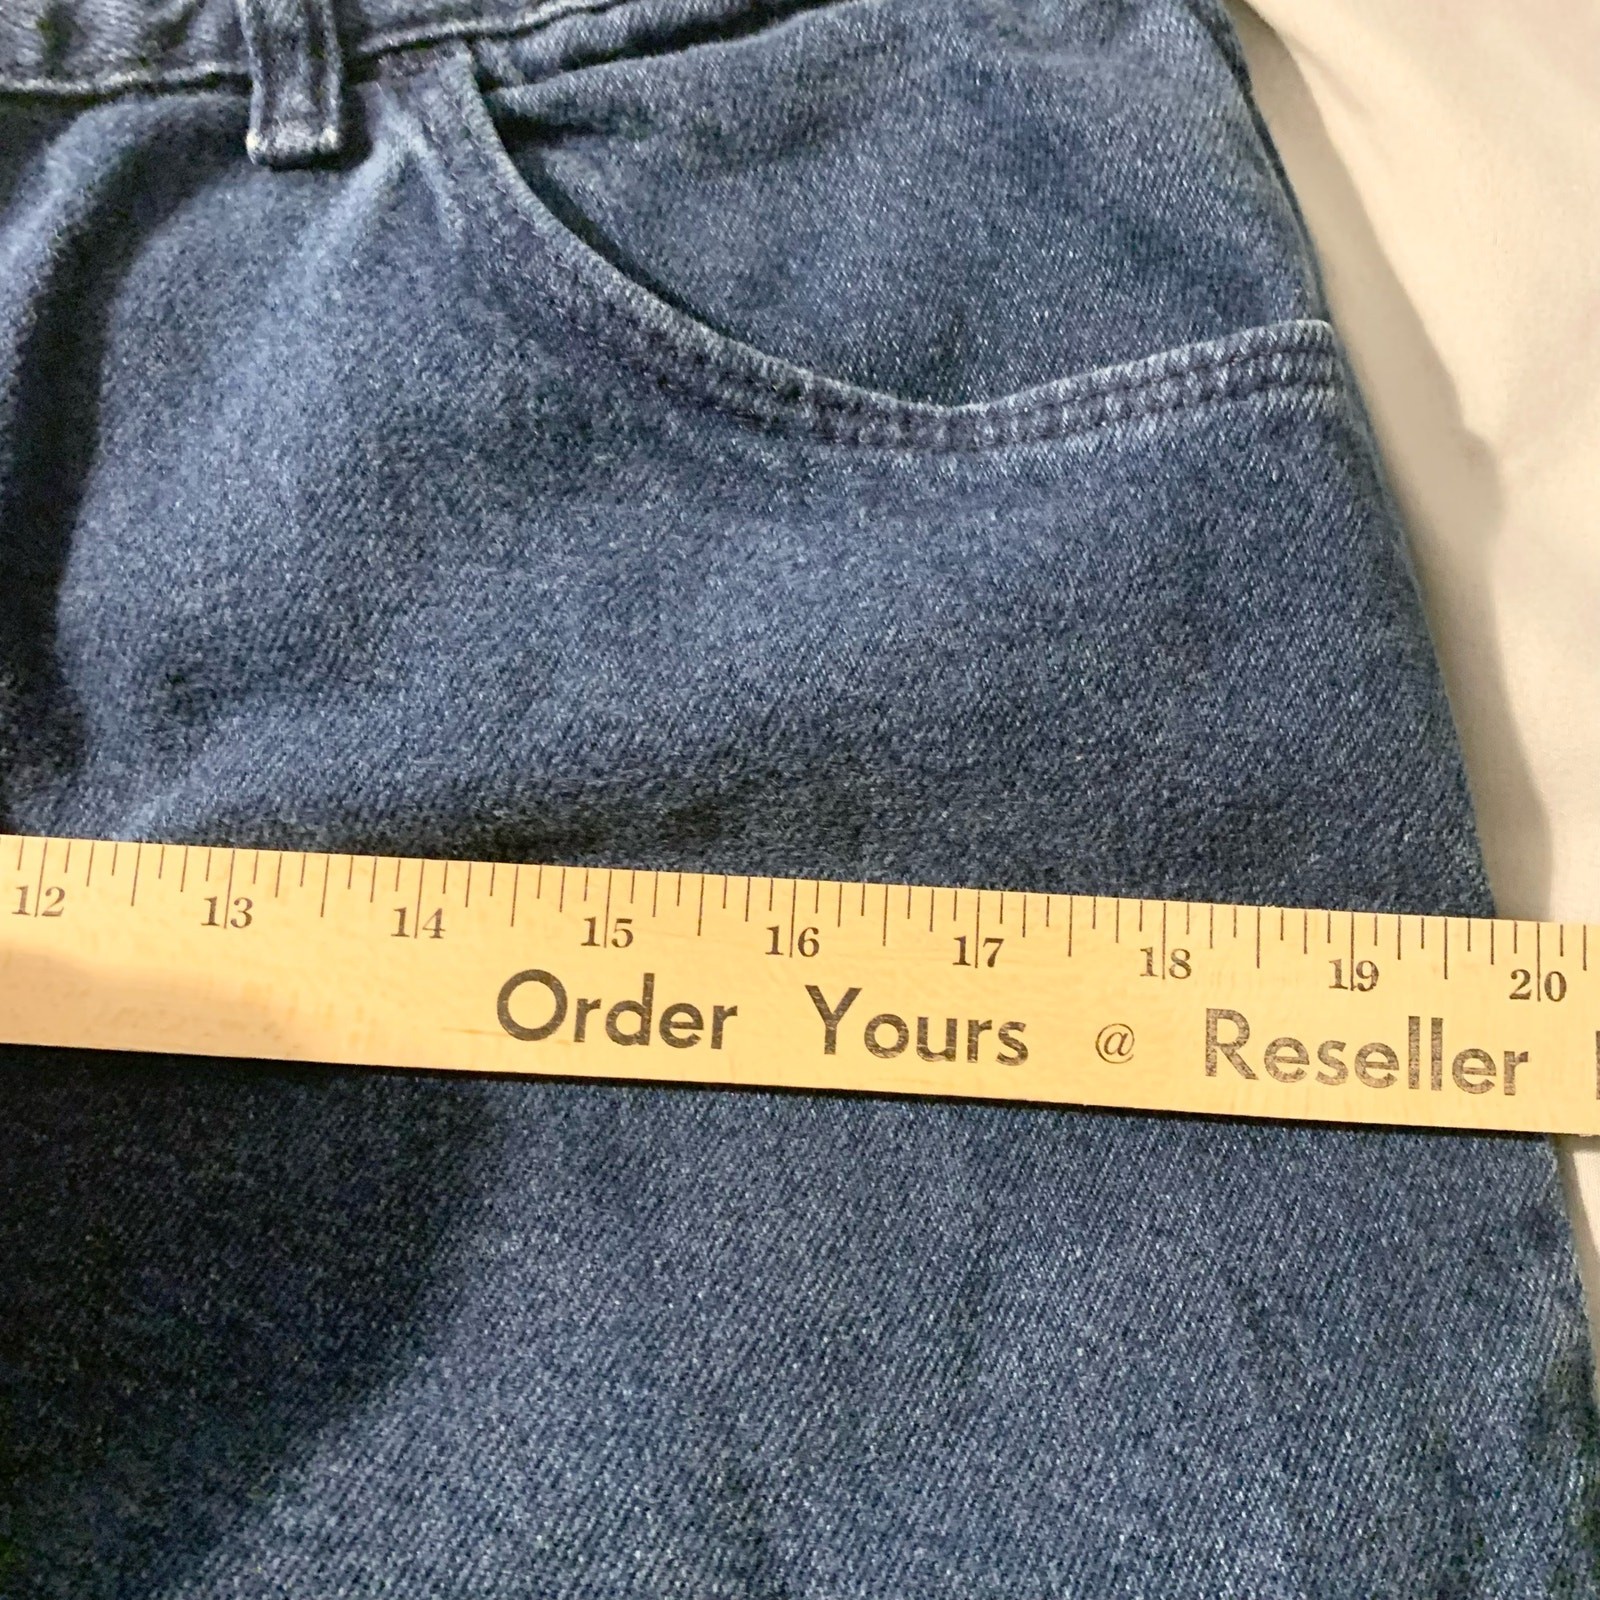 12 13 14 15 16 17 18 19 20
Order Yours @ Reseller